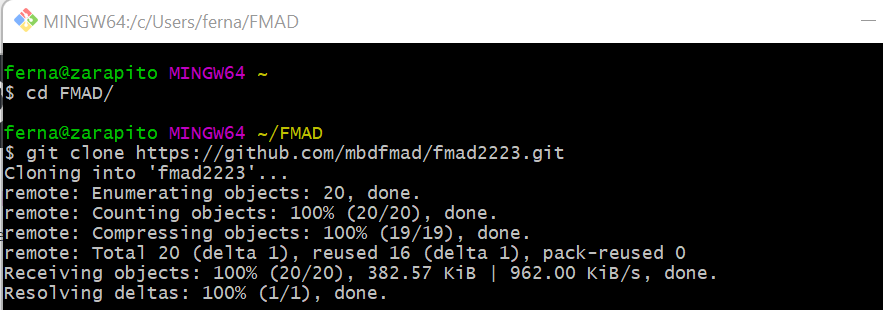 MINGW64:/c/Users/ferna/FMAD
ferna@zarapito MINGW64 ~
$ cd FMAD/
ferna@zarapito MINGW64 ~/FMAD
$ git clone https://github.com/mbdfmad/fmad2223.git
Cloning into 'fmad2223'...
remote: Enumerating objects: 20, done.
remote: Counting objects: 100% (20/20), done.
remote: Compressing objects: 100% (19/19), done.
remote: Total 20 (delta 1), reused 16 (delta 1), pack-reused 0
Receiving objects: 100% (20/20), 382.57 KiB | 962.00 KiB/s, done.
Resolving deltas: 100% (1/1), done.